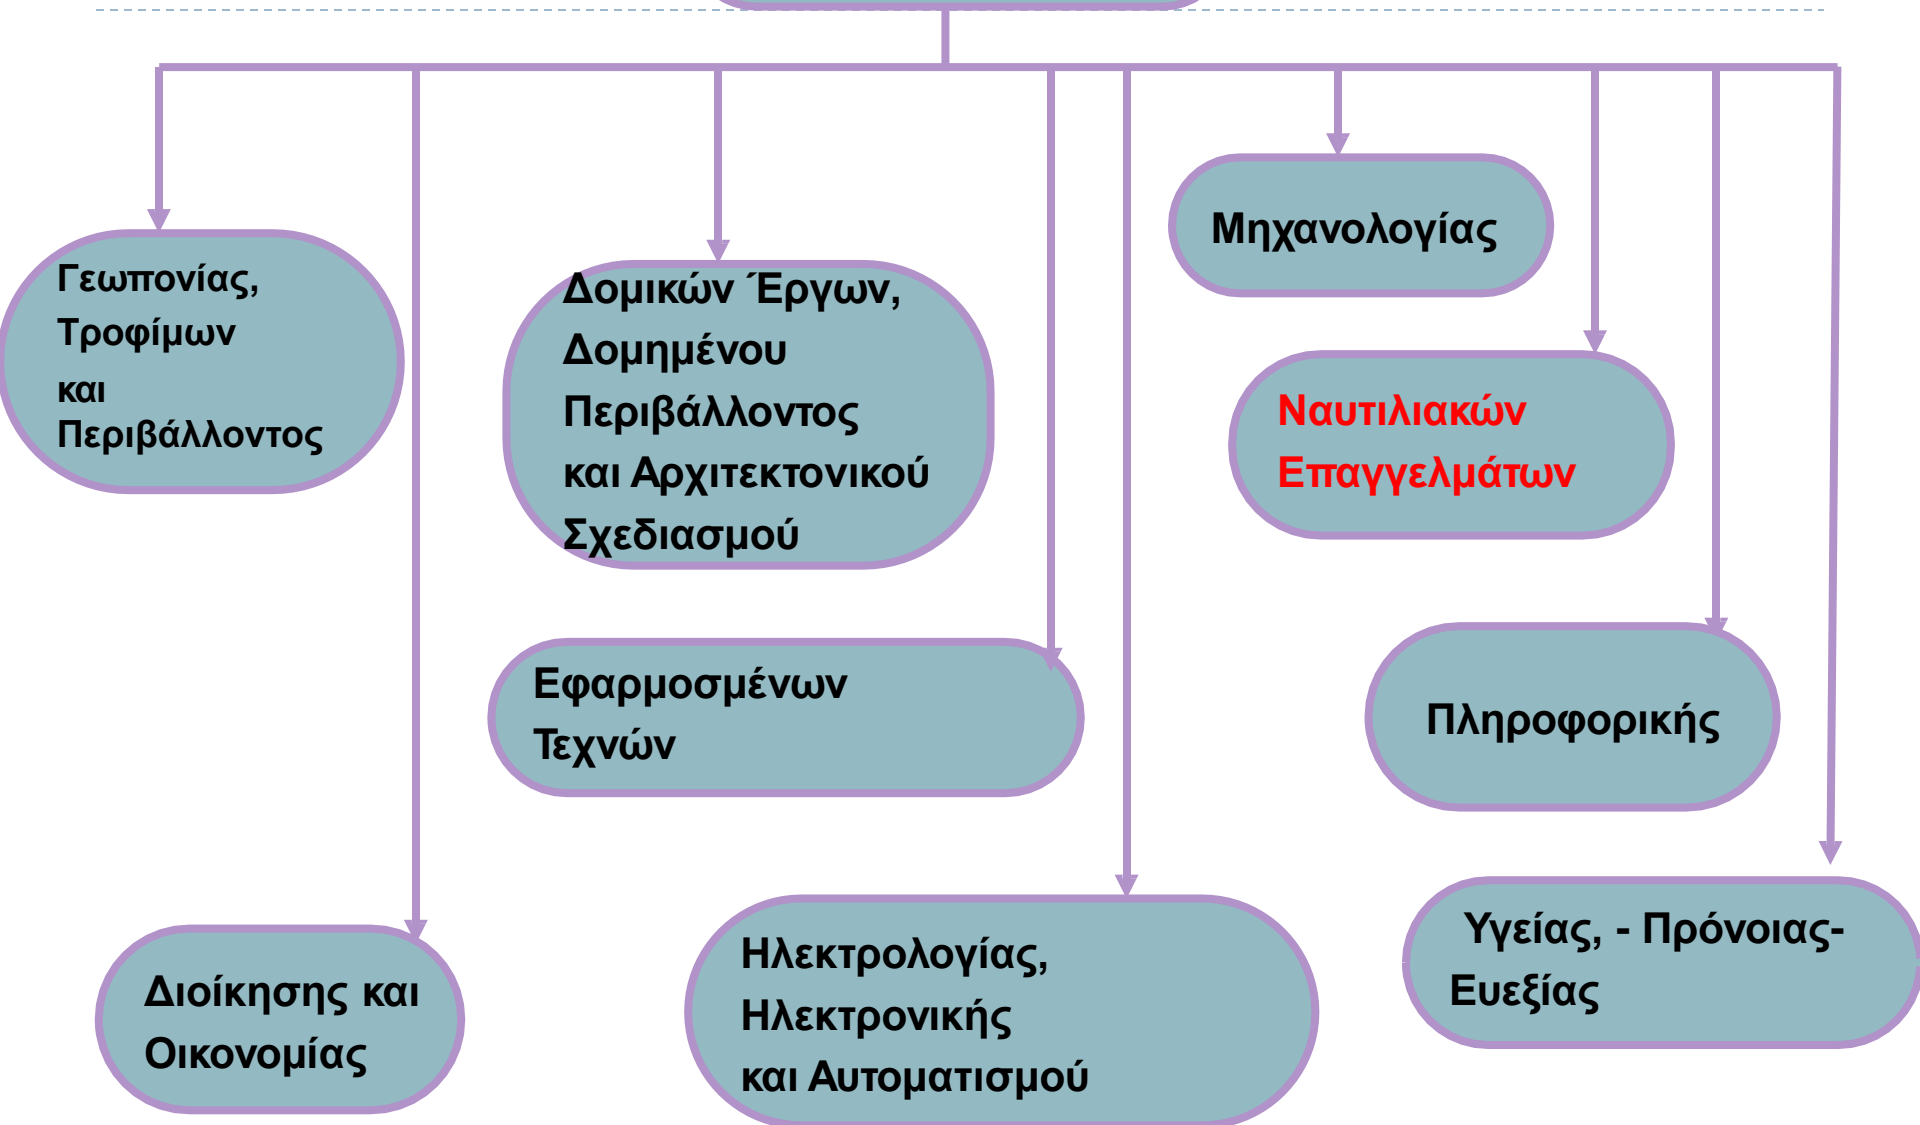 Γεωπονίας,
Τροφίμων
και
Περιβάλλοντος
Δομικών Έργων,
Δομημένου
Περιβάλλοντος
και Αρχιτεκτονικού
Σχεδιασμού
Μηχανολογίας
Ναυτιλιακών
Επαγγελμάτων
Εφαρμοσμένων
Τεχνών
Πληροφορικής
Διοίκησης και
Οικονομίας
Ηλεκτρολογίας,
Ηλεκτρονικής
και Αυτοματισμού
Υγείας, - Πρόνοιας-
Ευεξίας